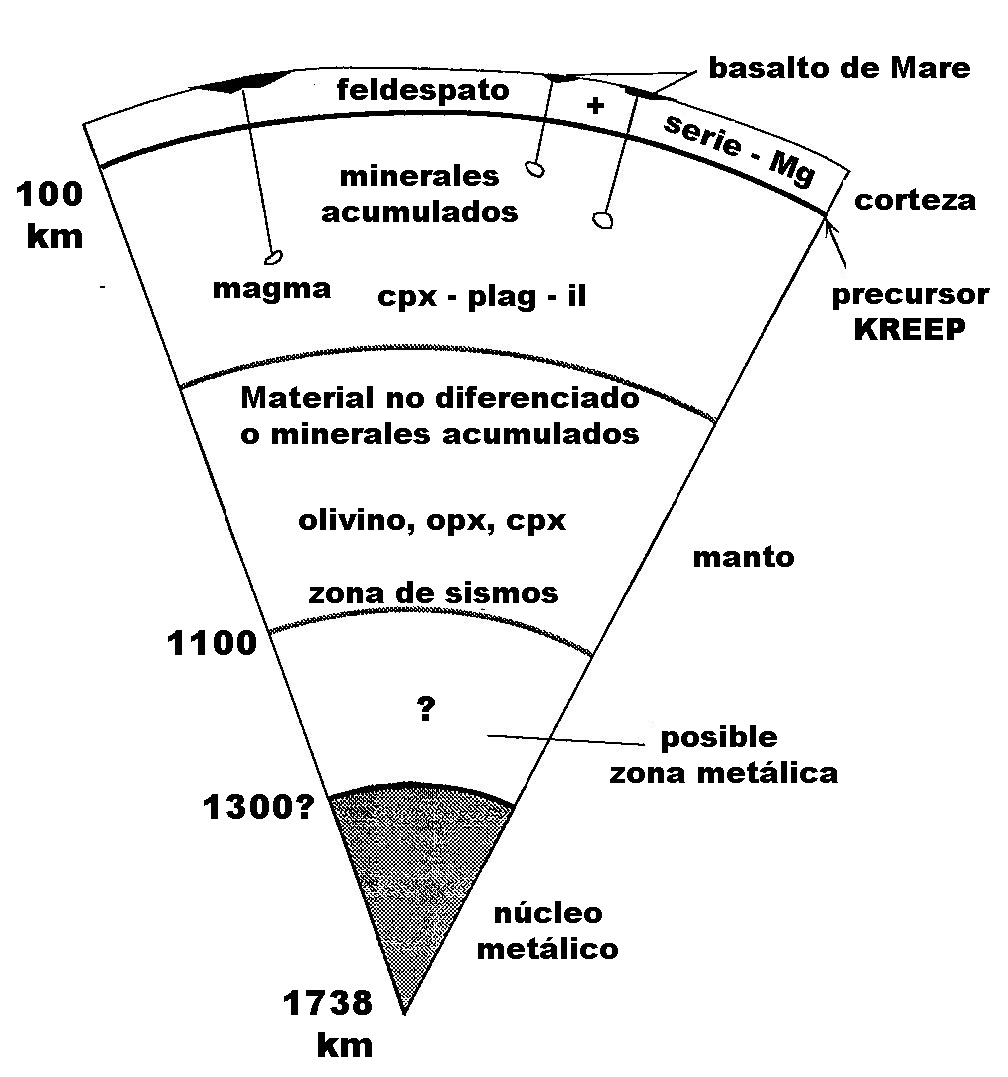 basalto de Mare
feldespato
+
serie - Mg
100
km
minerales
acumulados
corteza
magma
cpx - plag - il
precursor
KREEP
Material no diferenciado
o minerales acumulados
olivino, opx, cpx
manto
zona de sismos
1100
?
posible
zona metálica
1300?
núcleo
metálico
1738
km